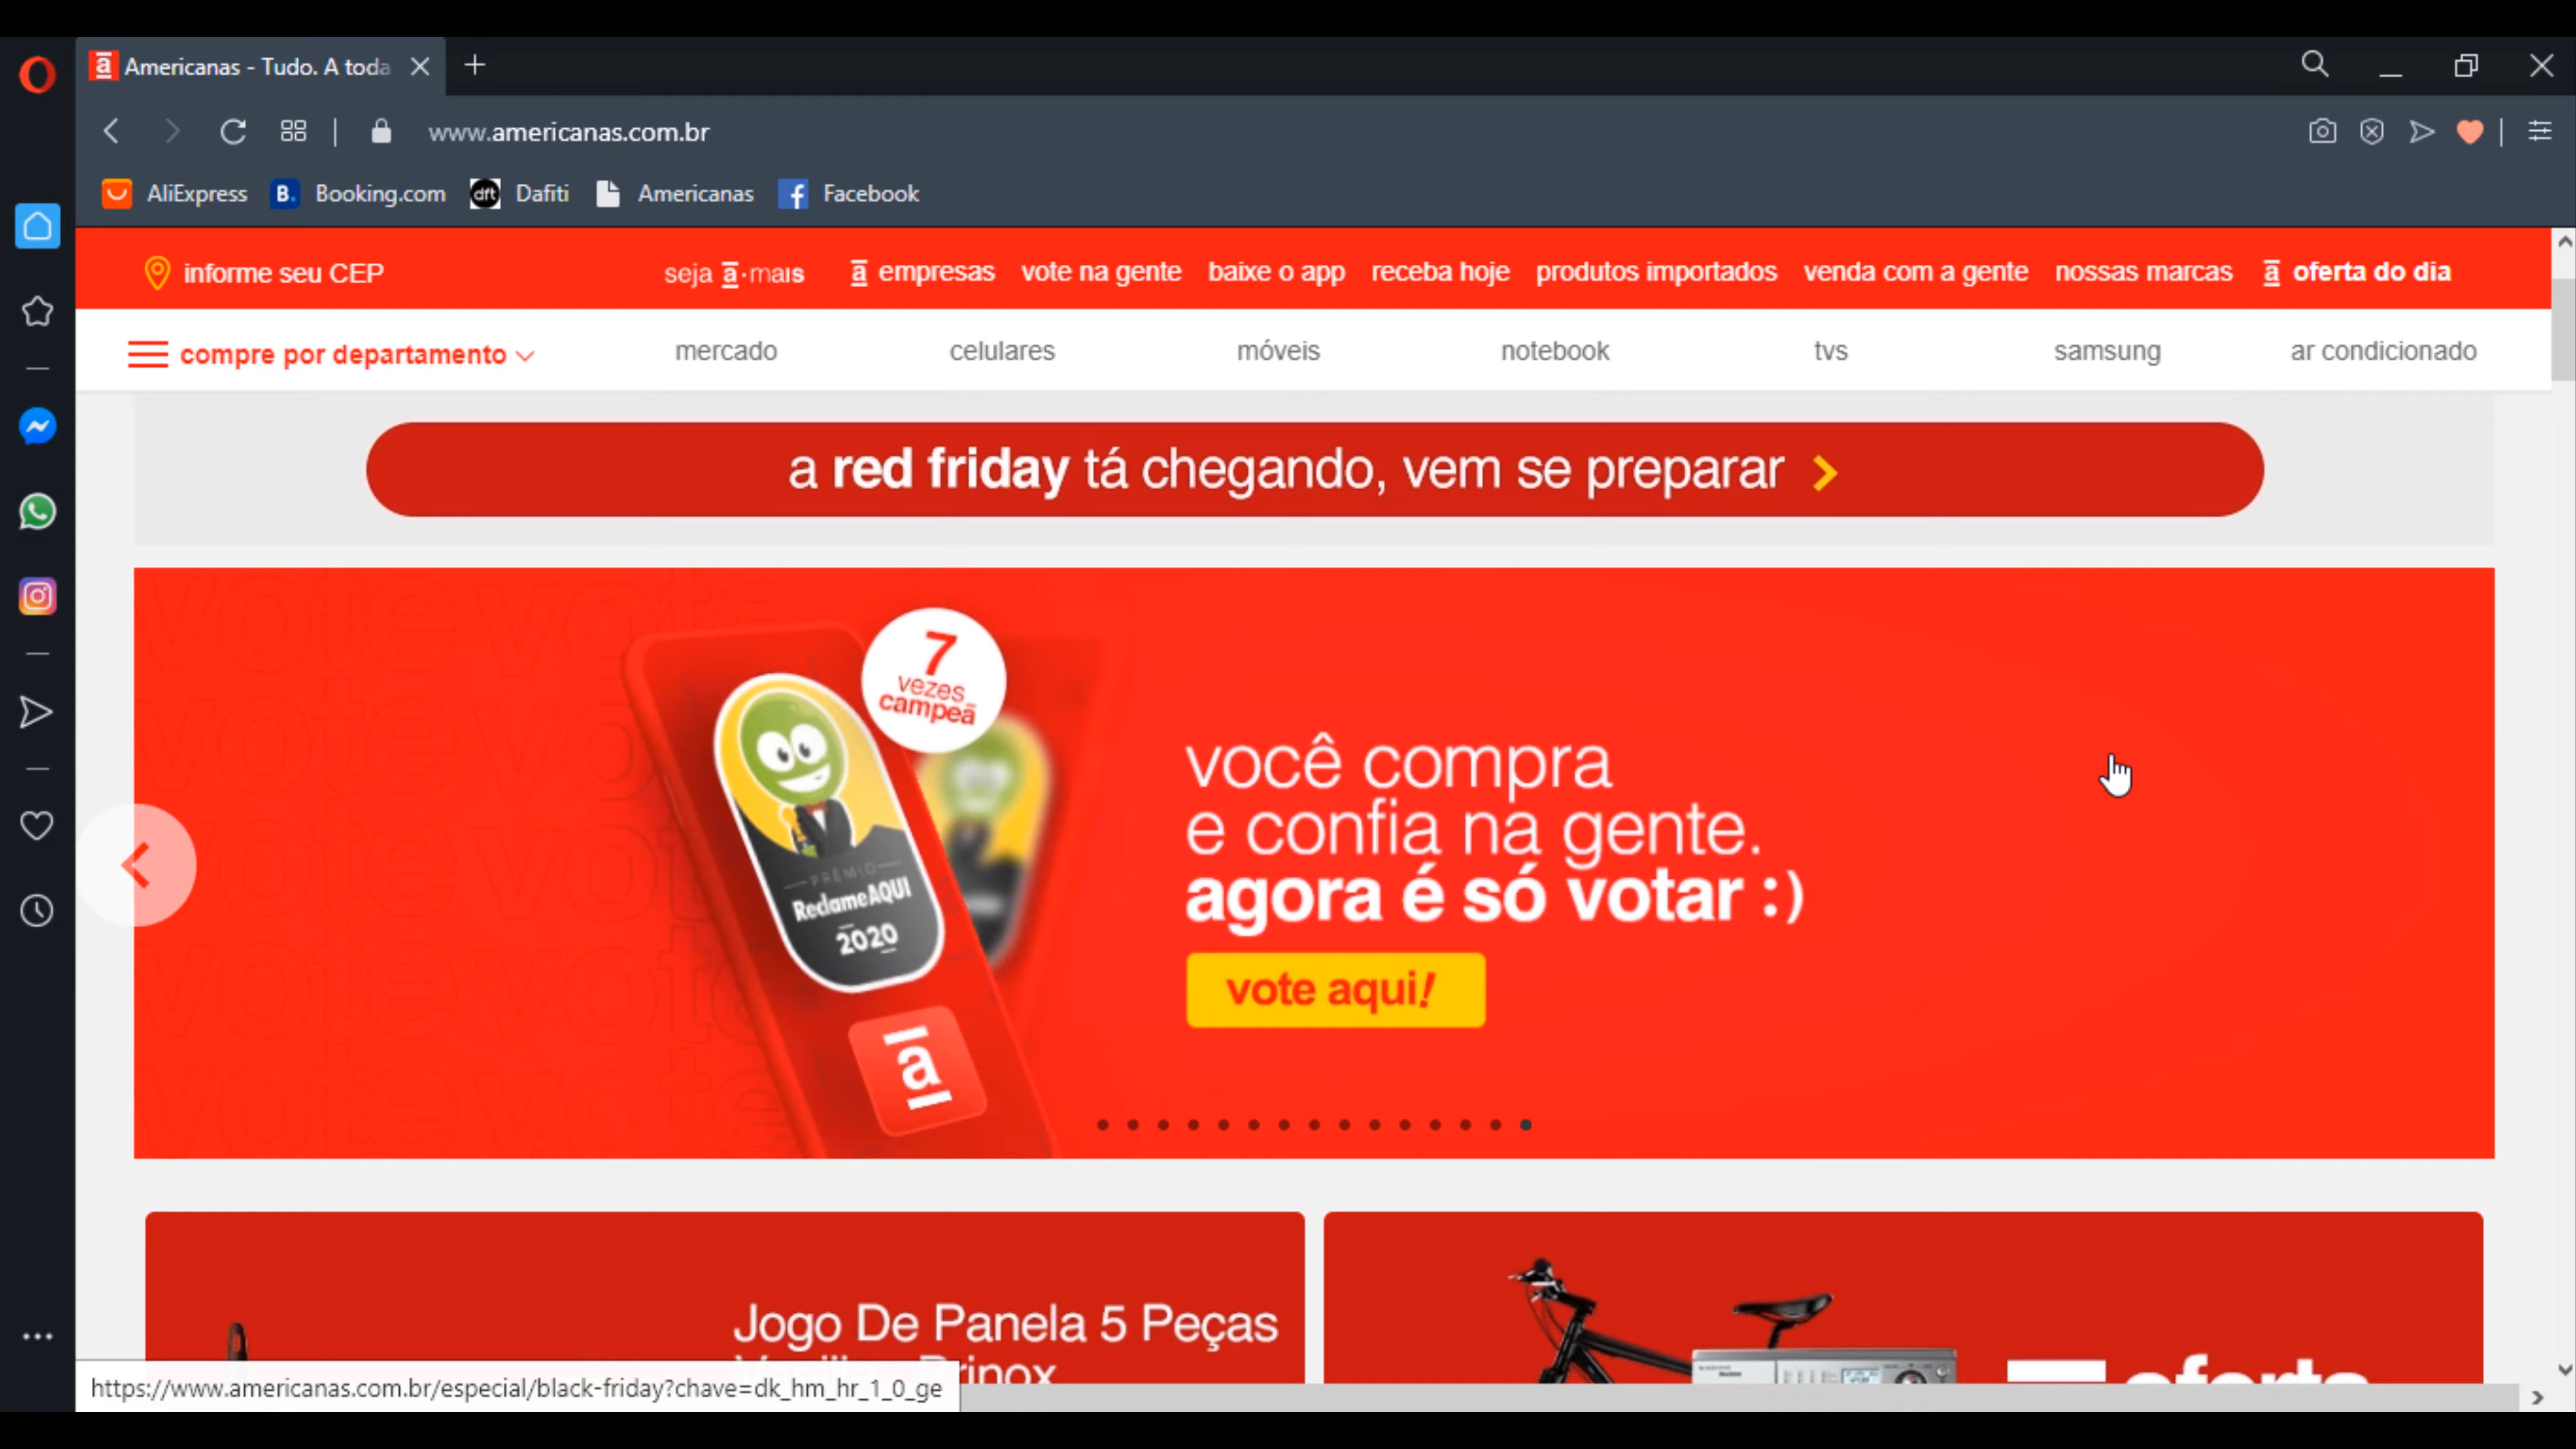 Americanas - Tudo. A toda
www.americanas.com.br
AliExpress B. Booking.com dft Dafiti Americanas Facebook
informe seu CEP seja a·mais a empresas vote na gente baixe o app receba hoje produtos importados venda com a gente nossas marcas a oferta do dia
compre por departamento mercado celulares móveis notebook tvs samsung ar condicionado
a red friday tá chegando, vem se preparar
7
vezes
campeã
você compra
e confia na gente.
agora é só votar :)
PRÊMIO
ReclameAQUI
2020
vote aqui!
a
Jogo De Panela 5 Peças
Brinox
oferta
https://www.americanas.com.br/especial/black-friday?chave=dk_hm_hr_1_0_ge